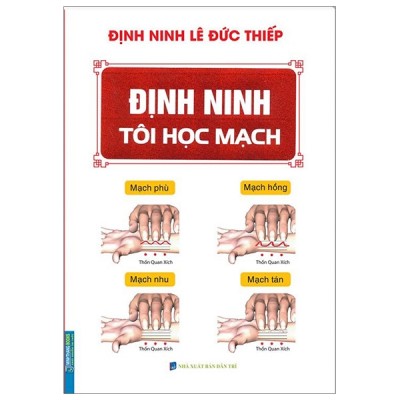 ĐỊNH NINH LÊ ĐỨC THIẾP
ĐỊNH NINH
TÔI HỌC MẠCH
Mạch phù
Mạch hồng
Thốn Quan Xích
Thốn Quan Xích
Mạch nhu
Mạch tán
Thốn Quan Xích
Thốn Quan Xích
NHÀ XUẤT BẢN DÂN TRÍ